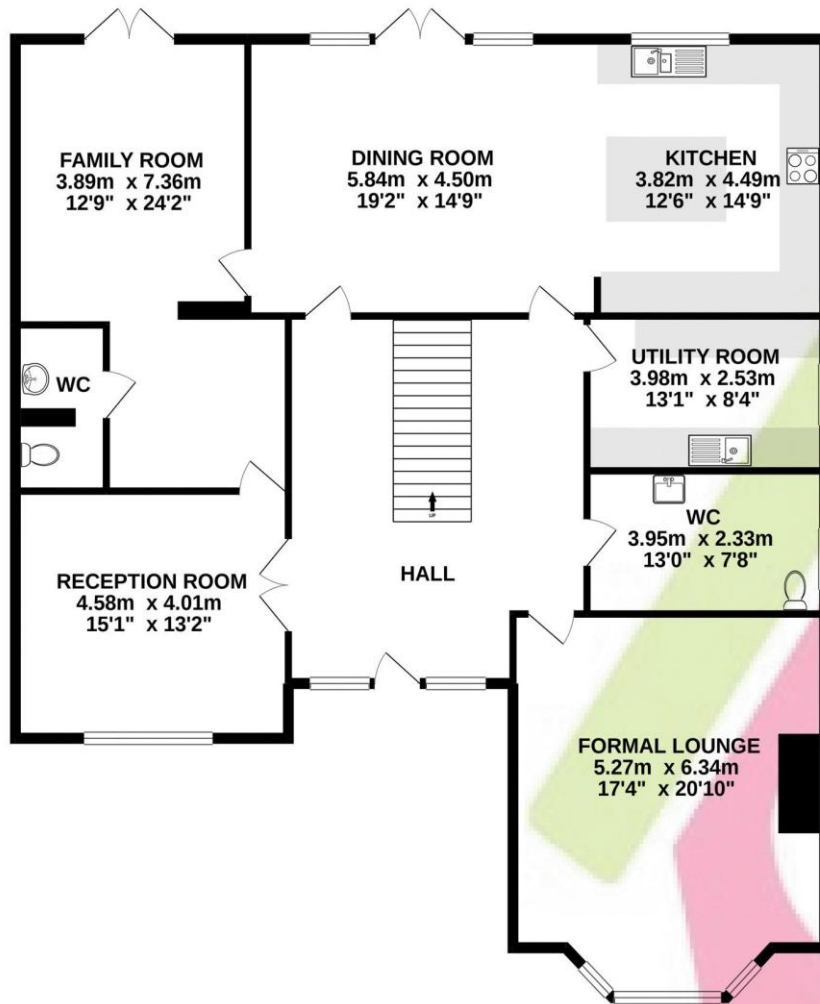 FAMILY ROOM
3.89m x 7.36m
12'9" x 24'2"
DINING ROOM
5.84m x 4.50m
19'2" x 14'9"
KITCHEN
3.82m x 4.49m
12'6" x 14'9"
WC
UTILITY ROOM
3.98m x 2.53m
13'1" x 8'4"
UP
WC
3.95m x 2.33m
13'0" x 7'8"
HALL
RECEPTION ROOM
4.58m x 4.01m
15'1" x 13'2"
FORMAL LOUNGE
5.27m x 6.34m
17'4" x 20'10"